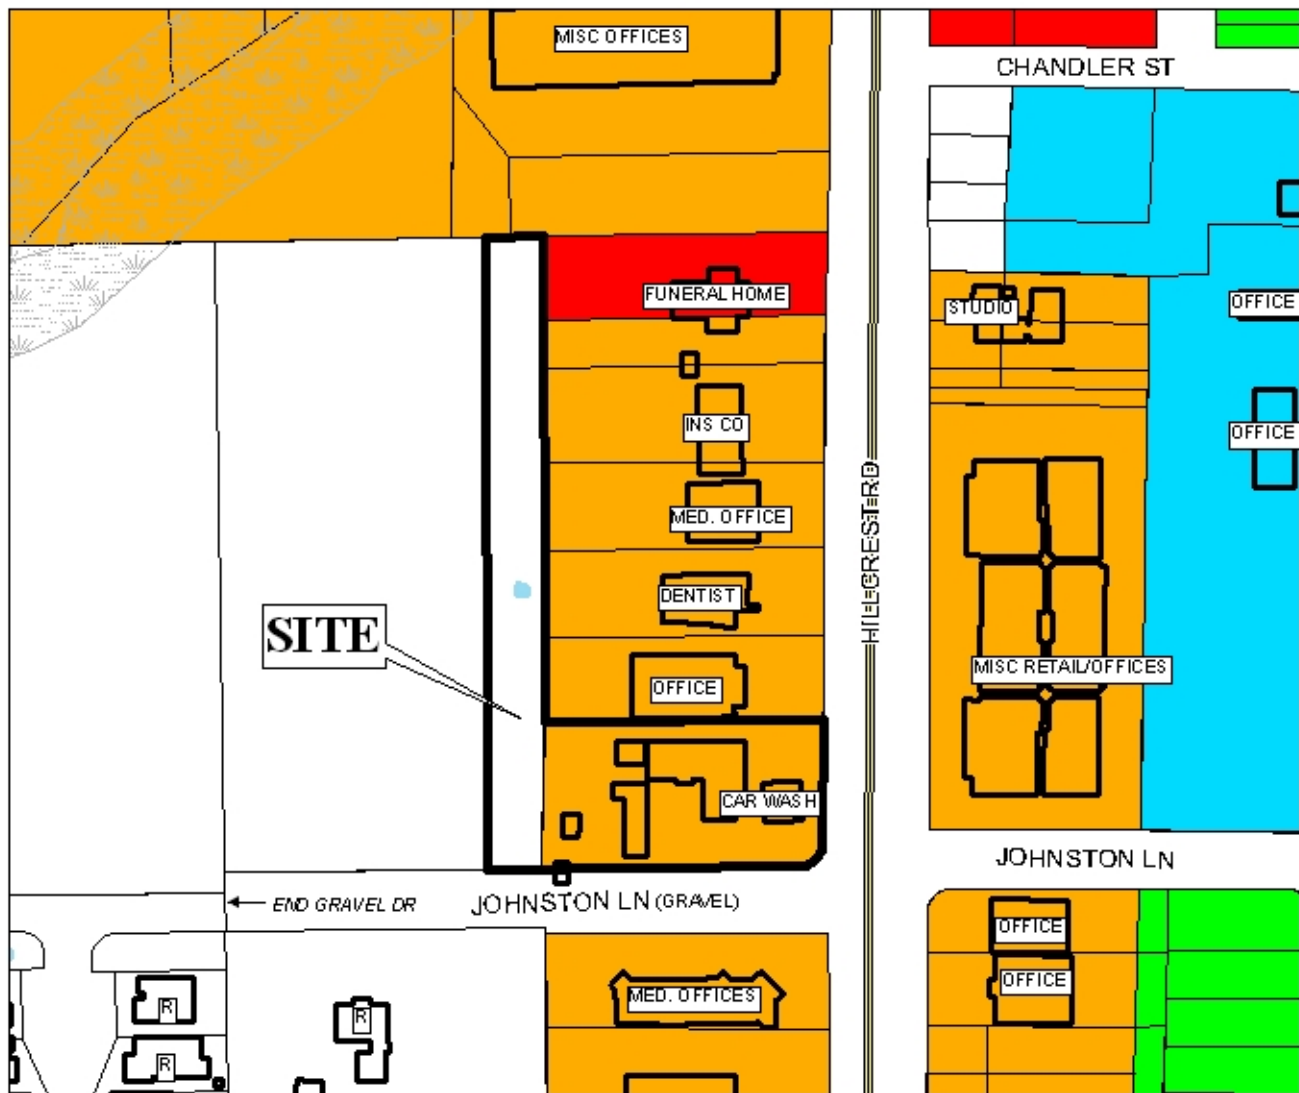 MISC OFFICES
CHANDLER ST
FUNERAL HOME
STUDIO
OFFICE
INS CO
OFFICE
MED. OFFICE
HILLCREST RD
DENTIST
SITE
OFFICE
MISC RETAIL/OFFICES
CAR WASH
JOHNSTON LN
END GRAVEL DR
JOHNSTON LN (GRAVEL)
OFFICE
OFFICE
MED. OFFICES
R
R
R